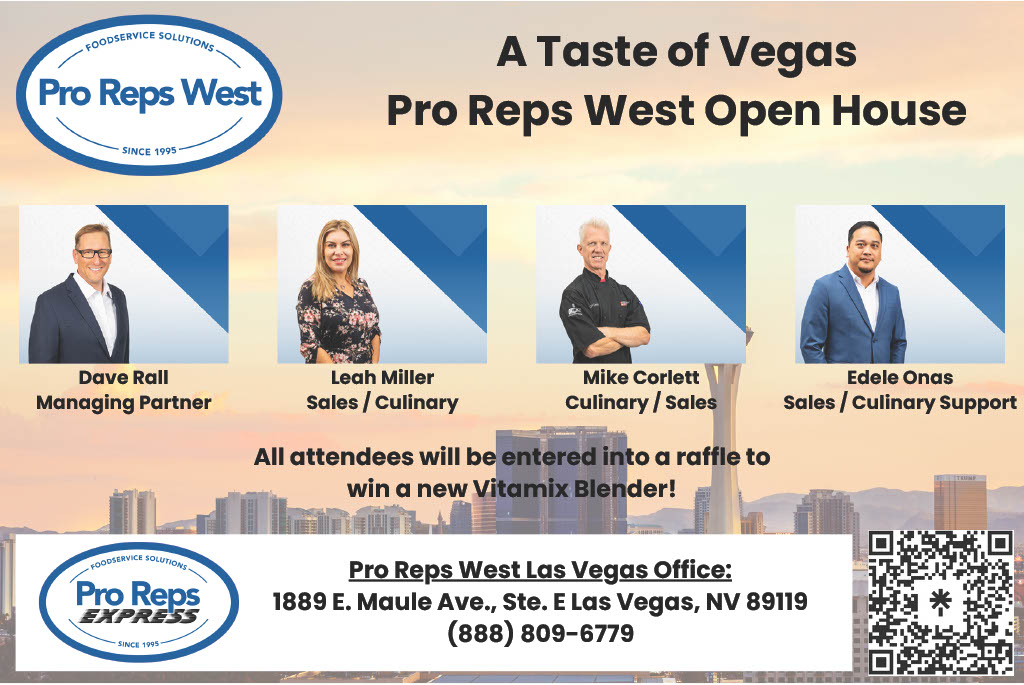 FOODSERVICE SOLUTIONS
Pro Reps West
SINCE 1995
A Taste of Vegas
Pro Reps West Open House
Dave Rall
Managing Partner
Leah Miller
Sales / Culinary
Mike Corlett
Culinary / Sales
Edele Onas
Sales / Culinary Support
All attendees will be entered into a raffle to
win a new Vitamix Blender!
TRUMP
FOODSERVICE SOLUTIONS
Pro Reps
EXPRESS
SINCE 1995
Pro Reps West Las Vegas Office:
1889 E. Maule Ave., Ste. E Las Vegas, NV 89119
(888) 809-6779